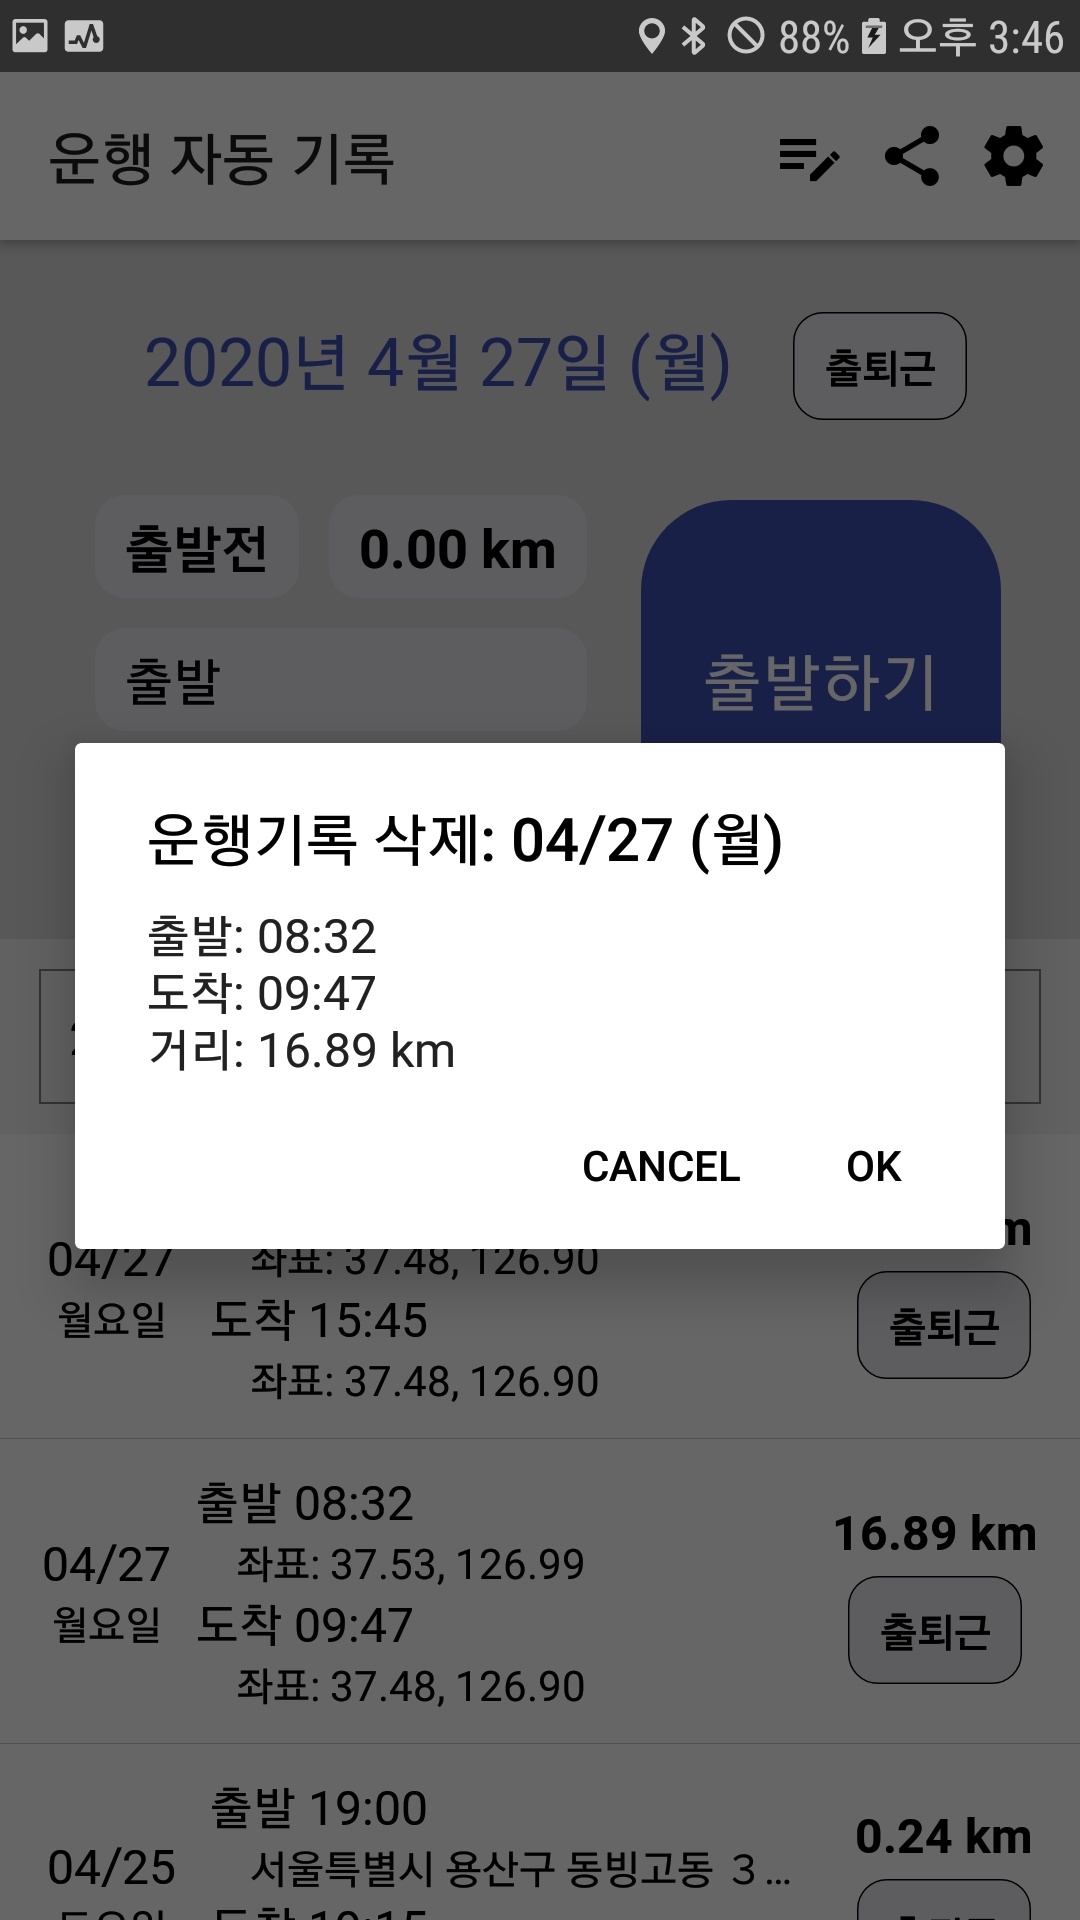 88% 오후 3:46
운행 자동 기록
2020년 4월 27일 (월)
출퇴근
출발전
0.00 km
출발
출발하기
운행기록 삭제: 04/27 (월)
출발: 08:32
도착: 09:47
거리: 16.89 km
CANCEL
OK
04/27
월요일
좌표: 37.48, 126.90
도착 15:45
좌표: 37.48, 126.90
출퇴근
04/27
월요일
출발 08:32
좌표: 37.53, 126.99
도착 09:47
좌표: 37.48, 126.90
16.89 km
출퇴근
04/25
출발 19:00
서울특별시 용산구 동빙고동 3...
0.24 km